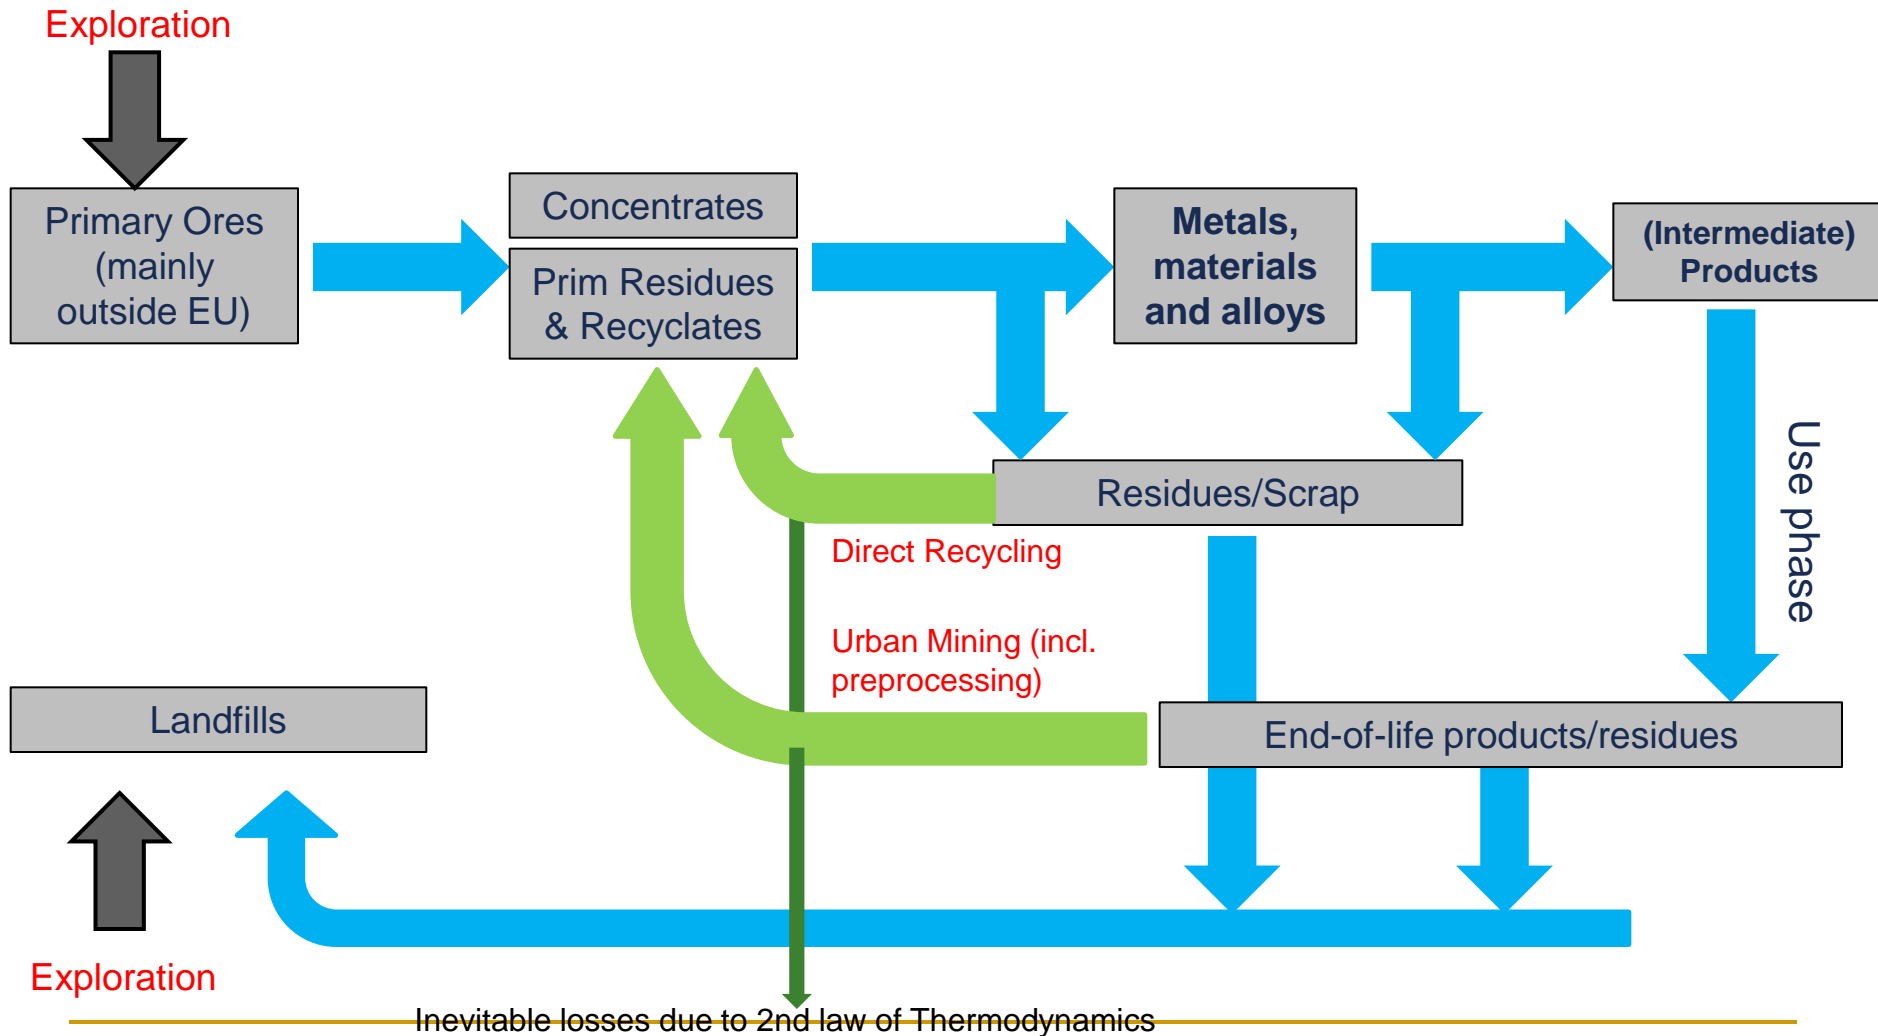 Exploration
Primary Ores
(mainly
outside EU)
Concentrates
Prim Residues
& Recyclates
Metals,
materials
and alloys
(Intermediate)
Products
Residues/Scrap
Use phase
Direct Recycling
Urban Mining (incl.
preprocessing)
Landfills
End-of-life products/residues
Exploration
Inevitable losses due to 2nd law of Thermodynamics